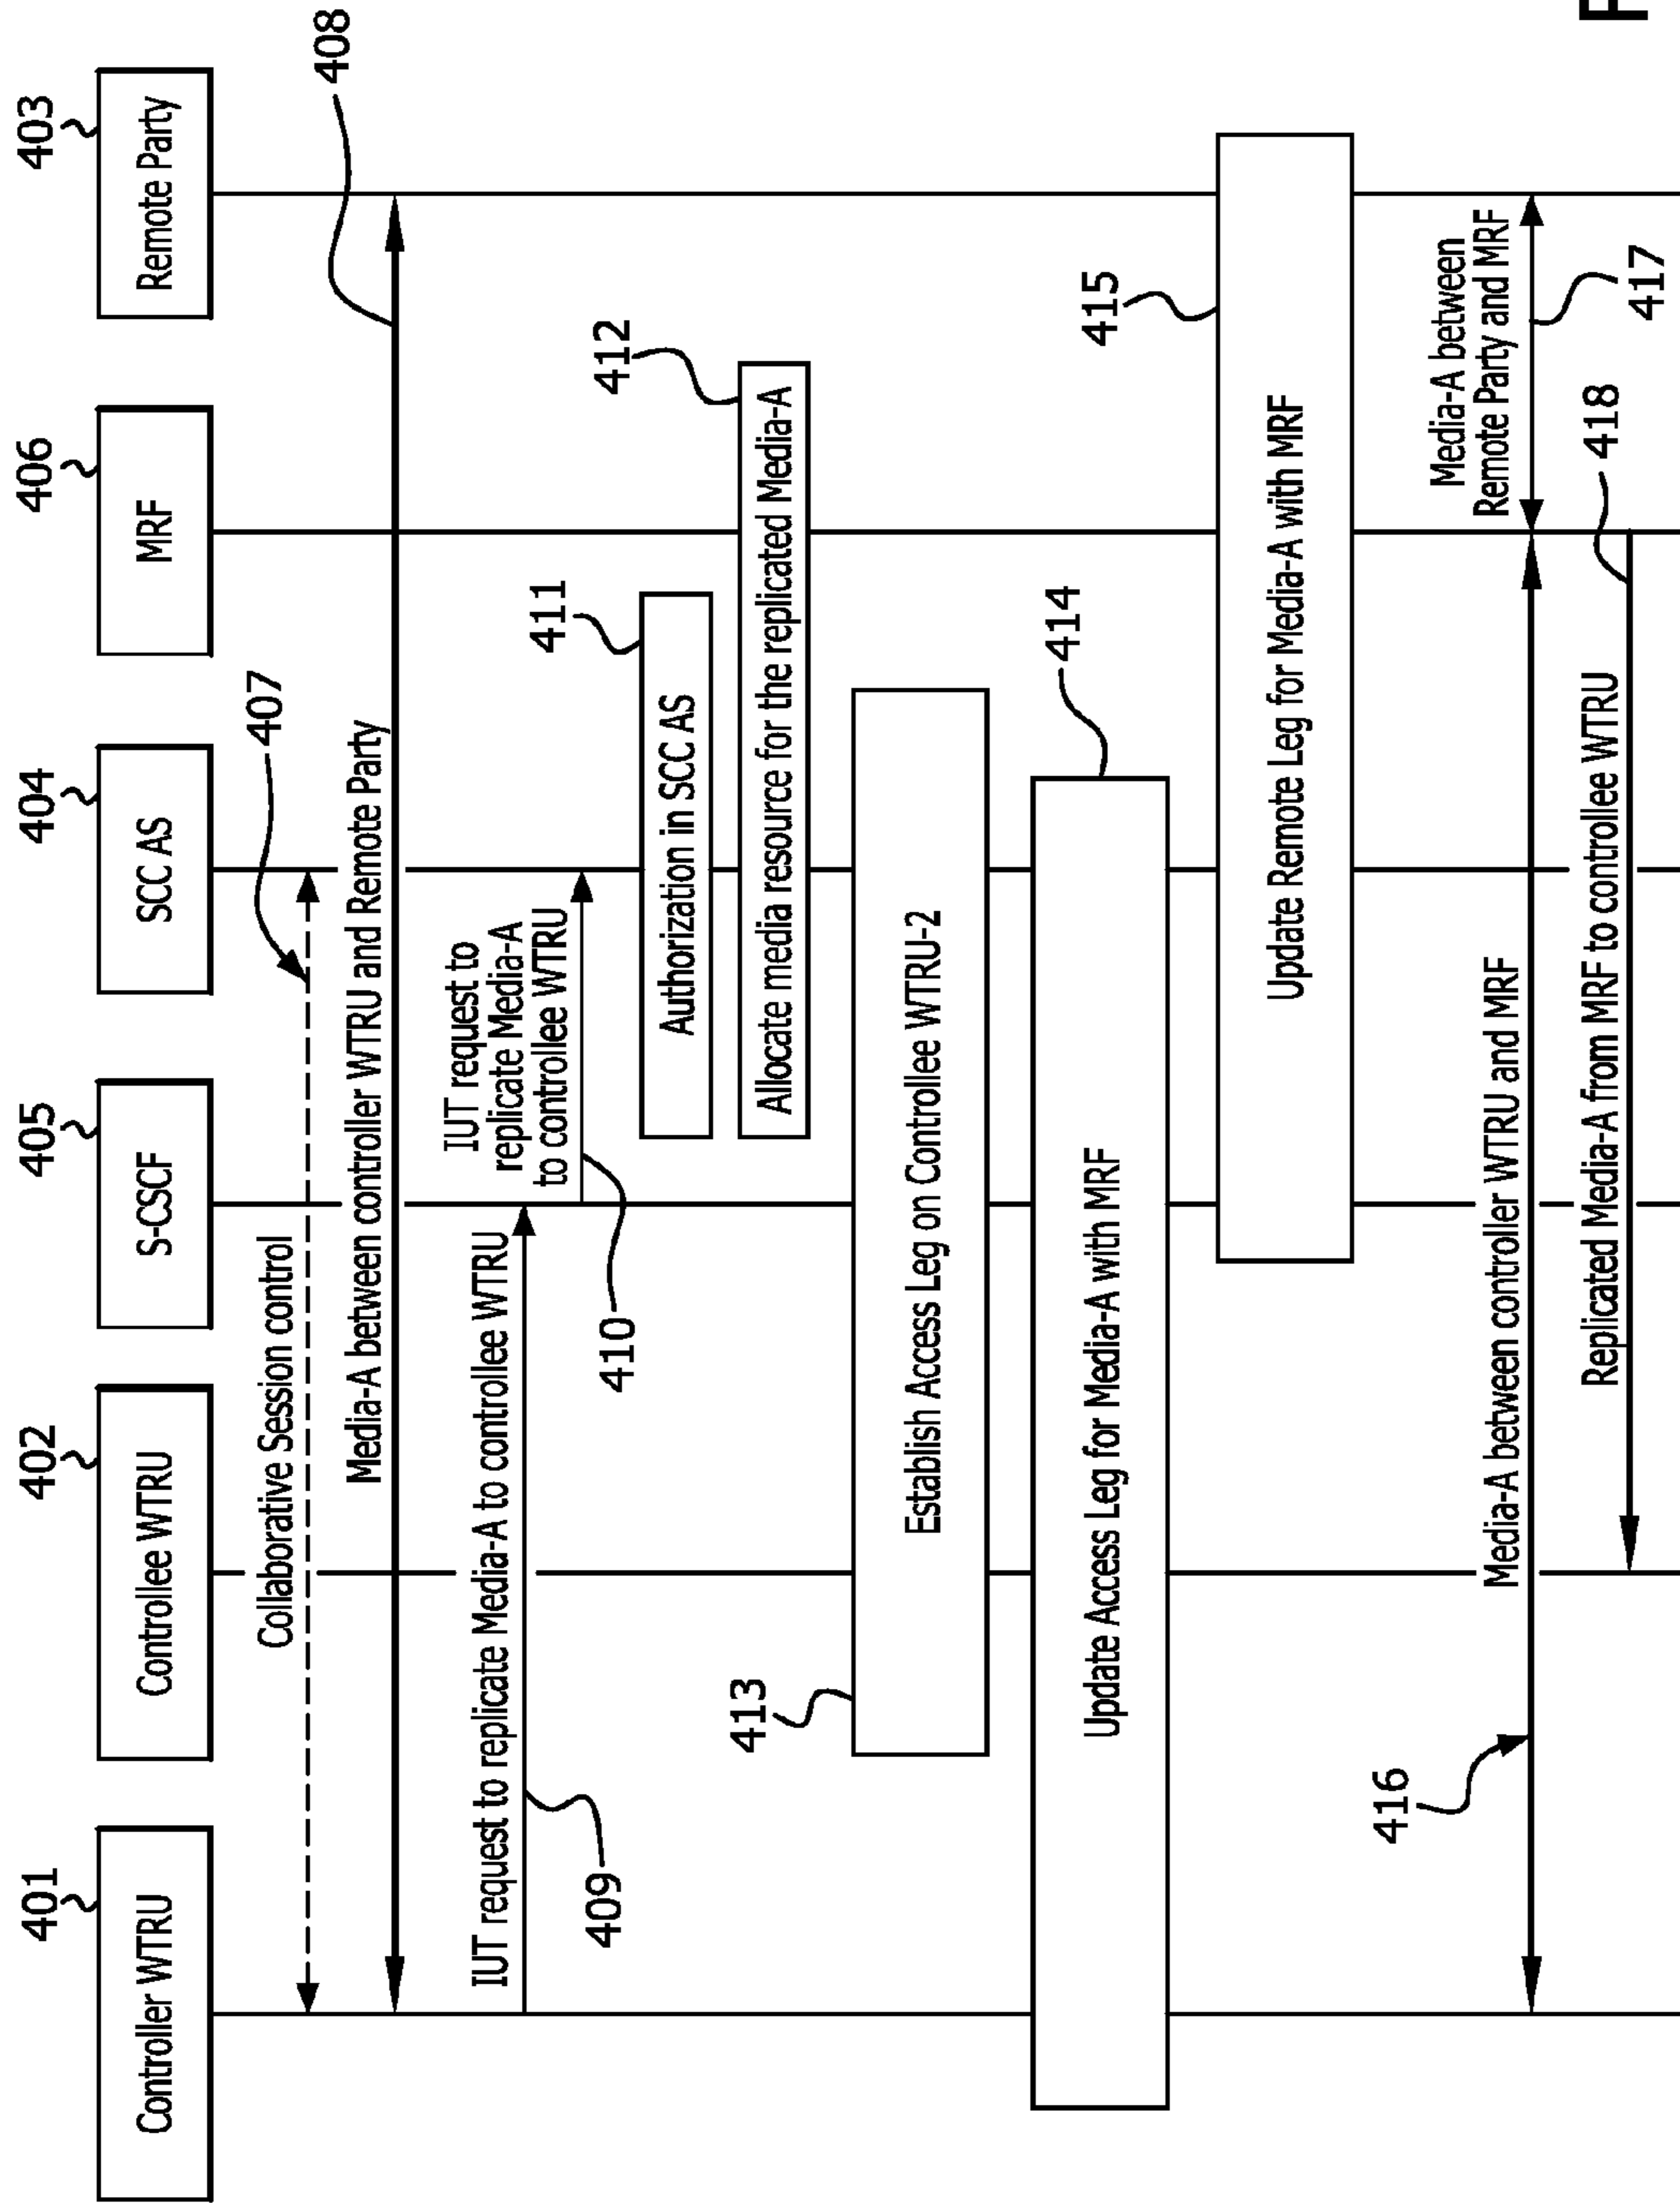 401
402
405
404
406
403
Controller WTRU
Controllee WTRU
S-CSCF
SCC AS
MRF
Remote Party
407
Collaborative Session control
408
Media-A between controller WTRU and Remote Party
IUT request to replicate Media-A to controllee WTRU
409
IUT request to
replicate Media-A
to controllee WTRU
410
411
Authorization in SCC AS
412
Allocate media resource for the replicated Media-A
413
Establish Access Leg on Controllee WTRU-2
414
Update Access Leg for Media-A with MRF
415
Update Remote Leg for Media-A with MRF
416
Media-A between controller WTRU and MRF
Media-A between
Remote Party and MRF
417
418
Replicated Media-A from MRF to controllee WTRU